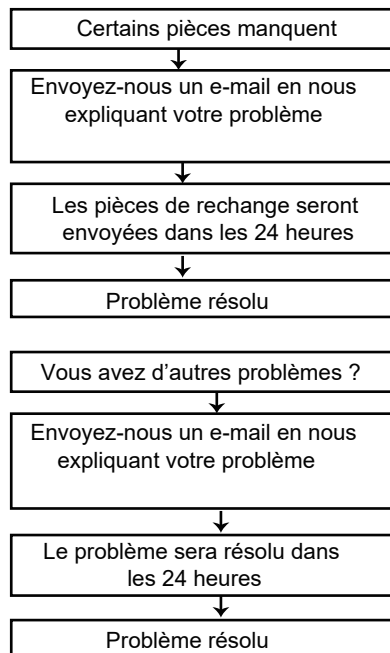 Certains pièces manquent
Envoyez-nous un e-mail en nous
expliquant votre problème
Les pièces de rechange seront
envoyées dans les 24 heures
Problème résolu
Vous avez d’autres problèmes ?
Envoyez-nous un e-mail en nous
expliquant votre problème
Le problème sera résolu dans
les 24 heures
Problème résolu